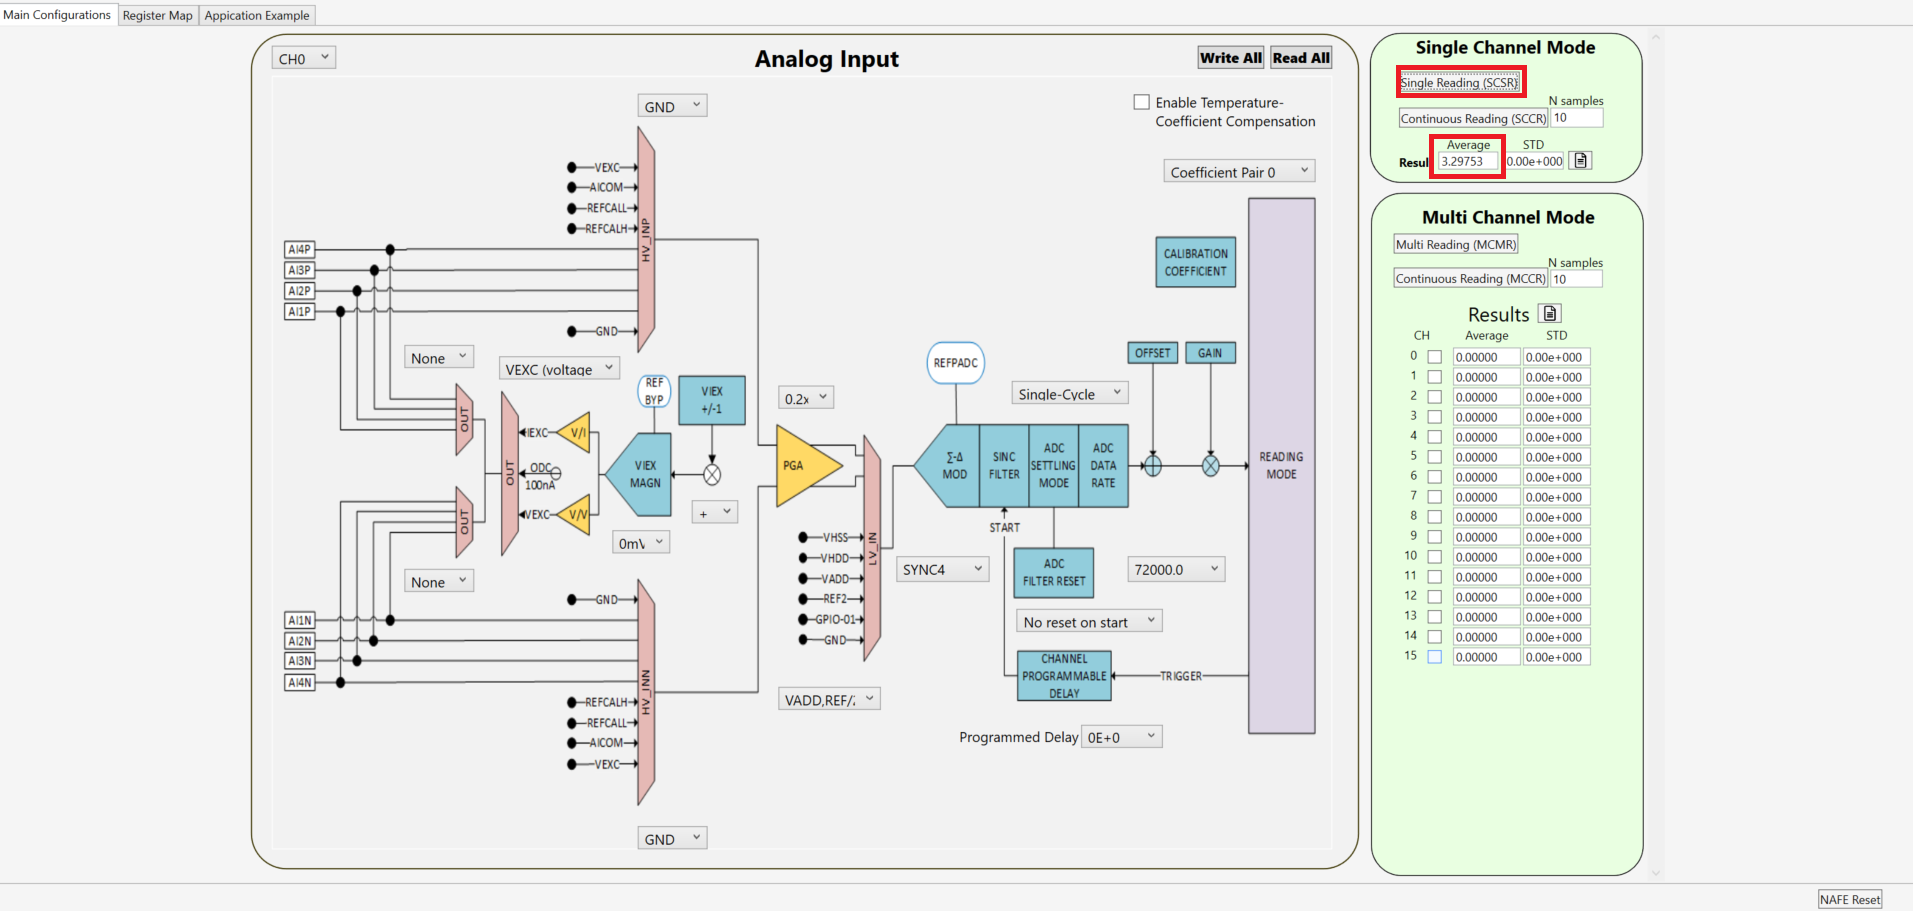 Main Configurations
Register Map
Appication Example
CH0
Analog Input
Write All
Read All
GND
Enable Temperature-
Coefficient Compensation
Coefficient Pair 0
VEXC
AICOM
REFCALL
REFCALH
HV_INP
AI4P
AI3P
AI2P
AI1P
GND
CALIBRATION
COEFFICIENT
None
VEXC (voltage
REF
BYP
VIEX
+/-1
0.2x
REFPADC
Single-Cycle
OFFSET
GAIN
OUT
IEXC
V/I
OUT
ODC
100nA
VIEX
MAGN
PGA
Σ-Δ
MOD
SINC
FILTER
ADC
SETTLING
MODE
ADC
DATA
RATE
READING
MODE
OUT
VEXC
V/V
+
0mV
START
None
VHSS
VHDD
VADD
REF2
GPIO-01
GND
LV_IN
SYNC4
ADC
FILTER RESET
72000.0
No reset on start
GND
AI1N
AI2N
AI3N
AI4N
HV_INN
REFCALH
REFCALL
AICOM
VEXC
VADD,REF/2
CHANNEL
PROGRAMMABLE
DELAY
TRIGGER
Programmed Delay
0E+0
GND
Single Channel Mode
Single Reading (SCSR)
N samples
Continuous Reading (SCCR)
10
Average
STD
Resul
3.29753
0.00e+000
Multi Channel Mode
Multi Reading (MCMR)
N samples
Continuous Reading (MCCR)
10
Results
CH
Average
STD
0 0.00000 0.00e+000
1 0.00000 0.00e+000
2 0.00000 0.00e+000
3 0.00000 0.00e+000
4 0.00000 0.00e+000
5 0.00000 0.00e+000
6 0.00000 0.00e+000
7 0.00000 0.00e+000
8 0.00000 0.00e+000
9 0.00000 0.00e+000
10 0.00000 0.00e+000
11 0.00000 0.00e+000
12 0.00000 0.00e+000
13 0.00000 0.00e+000
14 0.00000 0.00e+000
15 0.00000 0.00e+000
NAFE Reset